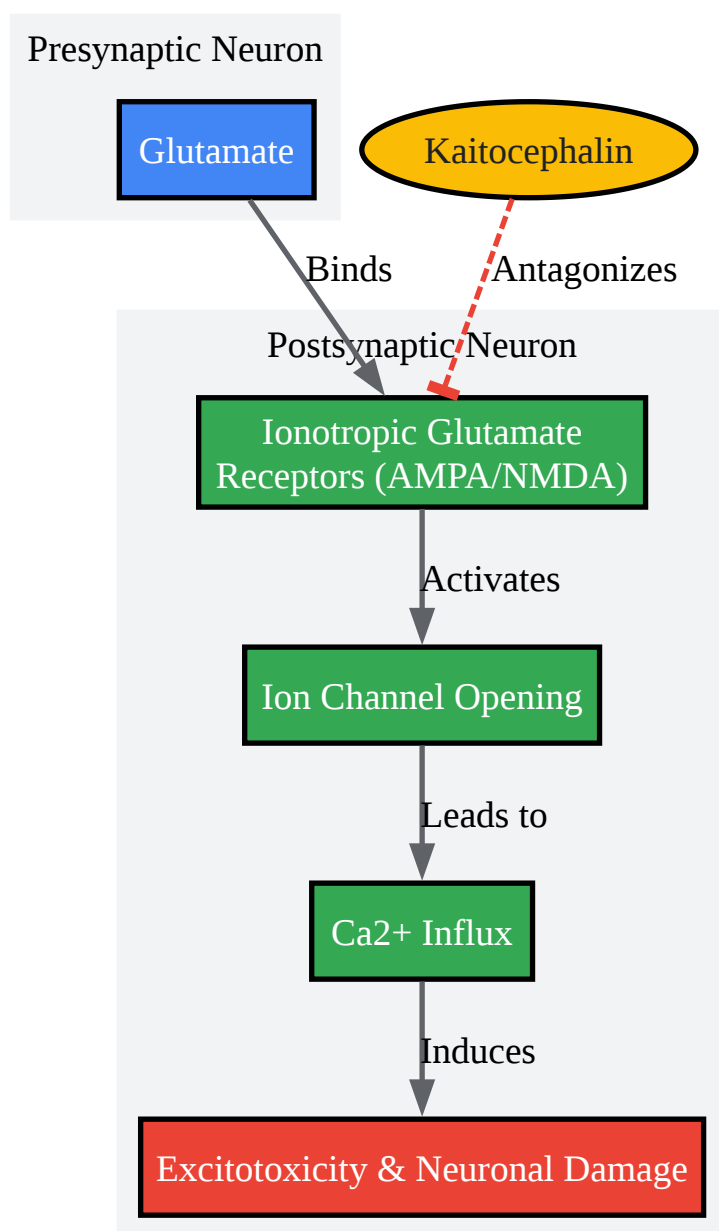 Presynaptic Neuron
Glutamate
Kaitocephalin
Binds
Antagonizes
Postsynaptic Neuron
Ionotropic Glutamate
Receptors (AMPA/NMDA)
Activates
Ion Channel Opening
Leads to
Ca2+ Influx
Induces
Excitotoxicity & Neuronal Damage